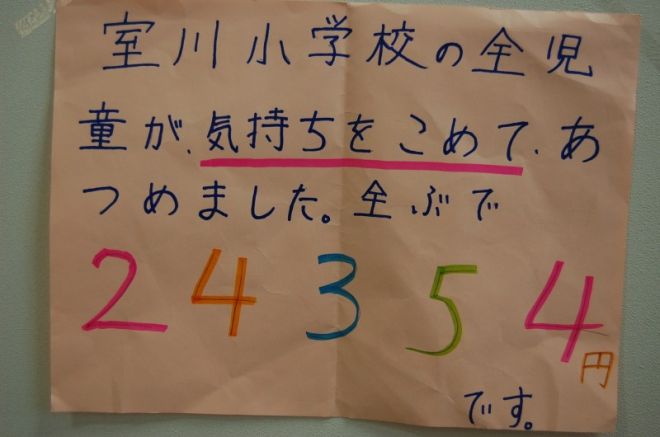 室川小学校の全児
童が、気持ちをこめて、あ
つめました。全ぶで
24354円
です。